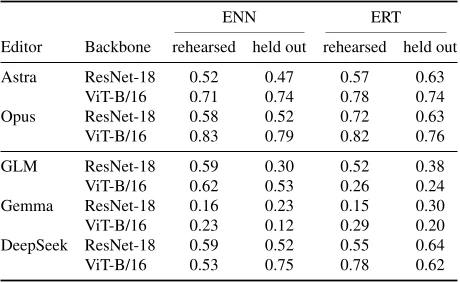 ENN ERT
Editor Backbone rehearsed held out rehearsed held out
Astra ResNet-18 0.52 0.47 0.57 0.63
ViT-B/16 0.71 0.74 0.78 0.74
Opus ResNet-18 0.58 0.52 0.72 0.63
ViT-B/16 0.83 0.79 0.82 0.76
GLM ResNet-18 0.59 0.30 0.52 0.38
ViT-B/16 0.62 0.53 0.26 0.24
Gemma ResNet-18 0.16 0.23 0.15 0.30
ViT-B/16 0.23 0.12 0.29 0.20
DeepSeek ResNet-18 0.59 0.52 0.55 0.64
ViT-B/16 0.53 0.75 0.78 0.62